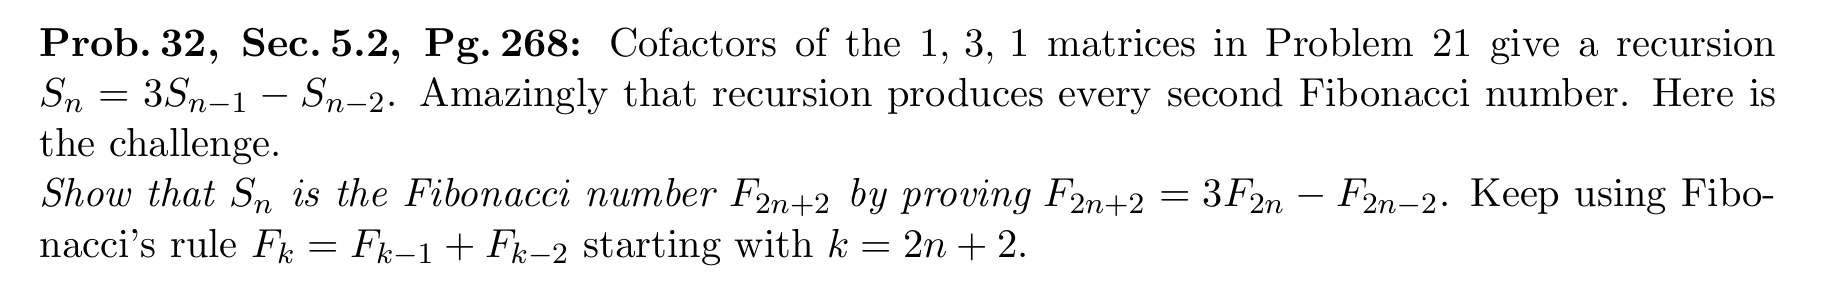 Prob. 32, Sec. 5.2, Pg. 268: Cofactors of the 1, 3, 1 matrices in Problem 21 give a recursion
$S_n = 3S_{n-1} - S_{n-2}$. Amazingly that recursion produces every second Fibonacci number. Here is
the challenge.
Show that $S_n$ is the Fibonacci number $F_{2n+2}$ by proving $F_{2n+2} = 3F_{2n} - F_{2n-2}$. Keep using Fibo-
nacci's rule $F_k = F_{k-1} + F_{k-2}$ starting with $k = 2n + 2$.